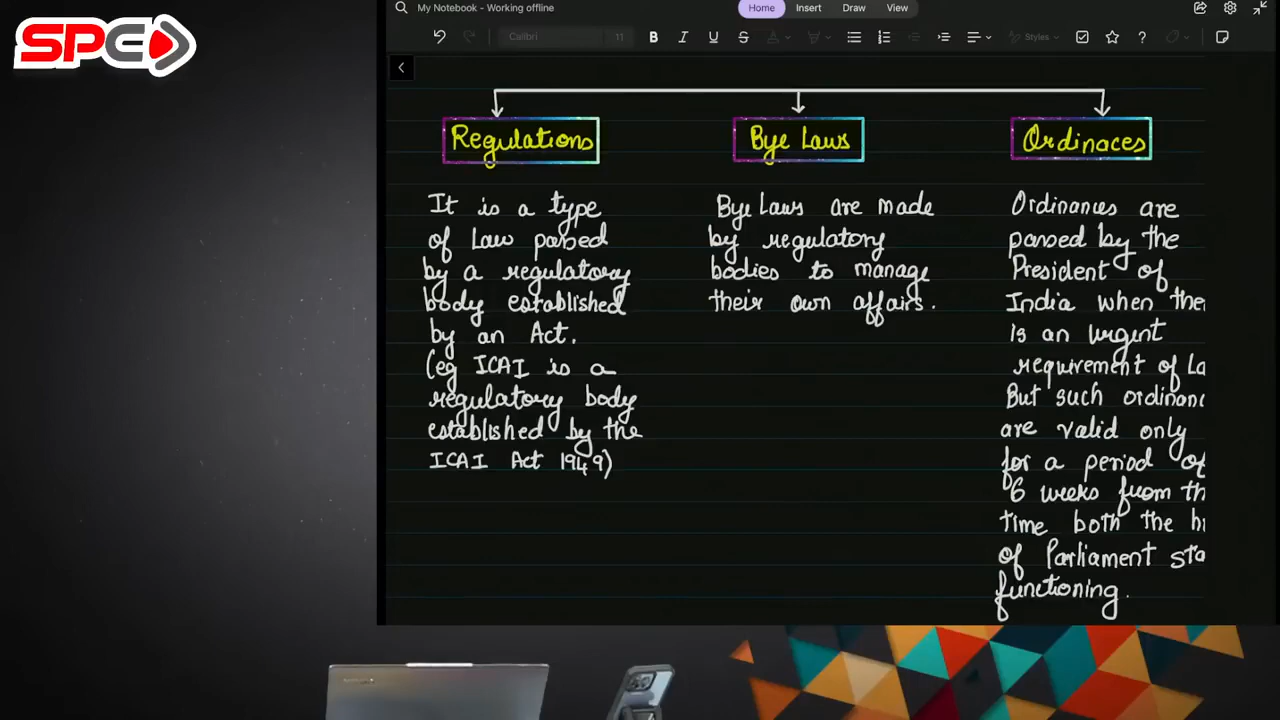 SPC
My Notebook - Working offline
Home Insert Draw View
Calibri 11 B I U S Styles ?
Regulations
It is a type
of Law passed
by a regulatory
body established
by an Act.
(eg ICAI is a
regulatory body
established by the
ICAI Act 1949)
Bye Laws
Bye Laws are made
by regulatory
bodies to manage
their own affairs.
Ordinaces
Ordinances are
passed by the
President of
India when the
is an urgent
requirement of La
But such ordinanc
are valid only
for a period of
6 weeks from th
time both the h
of Parliament sta
functioning.